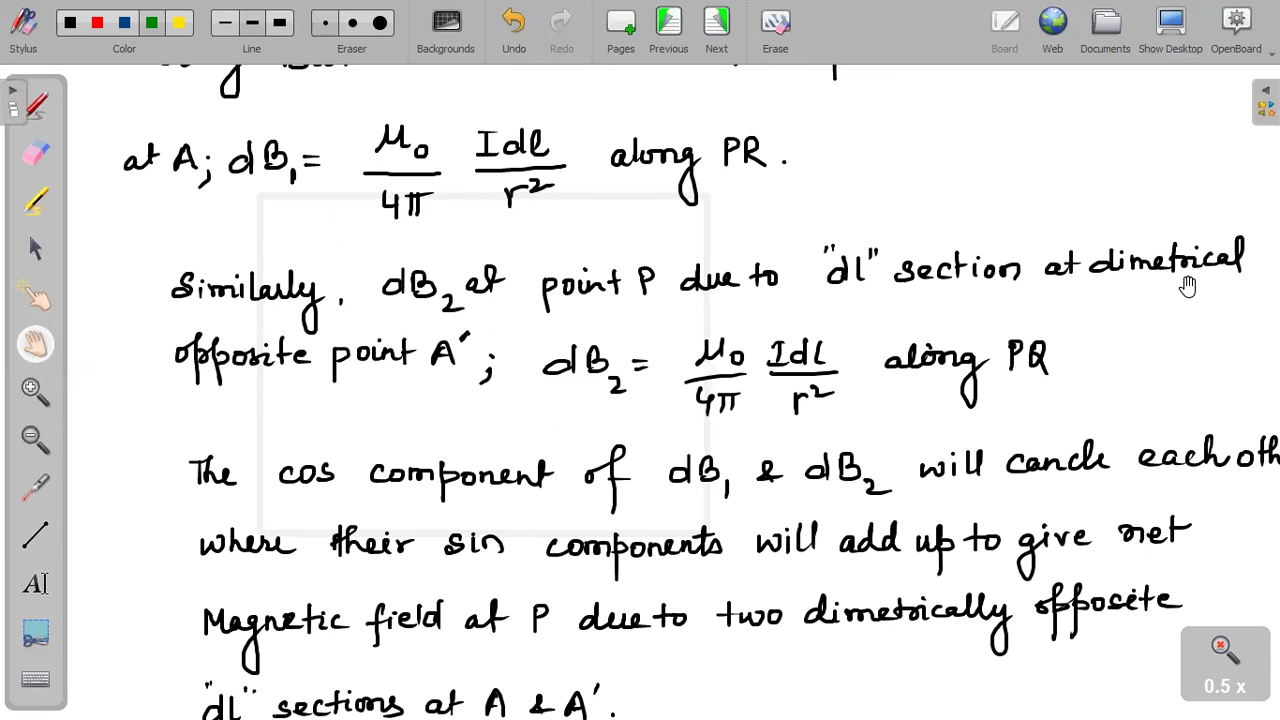 Stylus Color Line Eraser Backgrounds Undo Redo Pages Previous Next Erase Board Web Documents Show Desktop OpenBoard
at A; dB₁ = μ₀/4π Idl/r² along PR.
Similarly, dB₂ at point P due to "dl" section at dimetrical
opposite point A'; dB₂ = μ₀/4π Idl/r² along PQ
The cos component of dB₁ & dB₂ will cancle each oth
where their sin components will add up to give net
Magnetic field at P due to two dimetrically opposite
"dl" sections at A & A'.
0.5 x